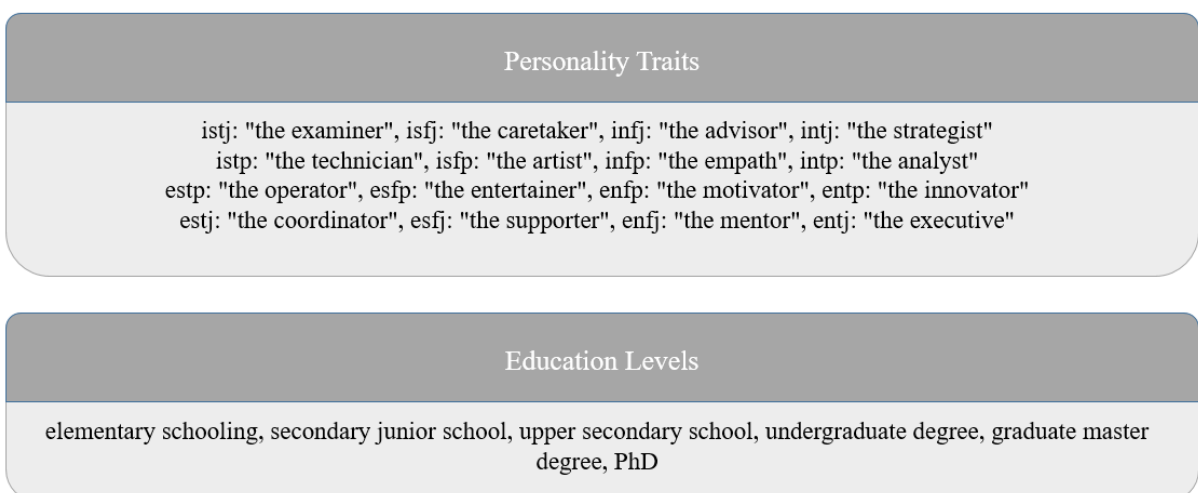 Personality Traits
istj: "the examiner", isfj: "the caretaker", infj: "the advisor", intj: "the strategist"
istp: "the technician", isfp: "the artist", infp: "the empath", intp: "the analyst"
estp: "the operator", esfp: "the entertainer", enfp: "the motivator", entp: "the innovator"
estj: "the coordinator", esfj: "the supporter", enfj: "the mentor", entj: "the executive"
Education Levels
elementary schooling, secondary junior school, upper secondary school, undergraduate degree, graduate master
degree, PhD